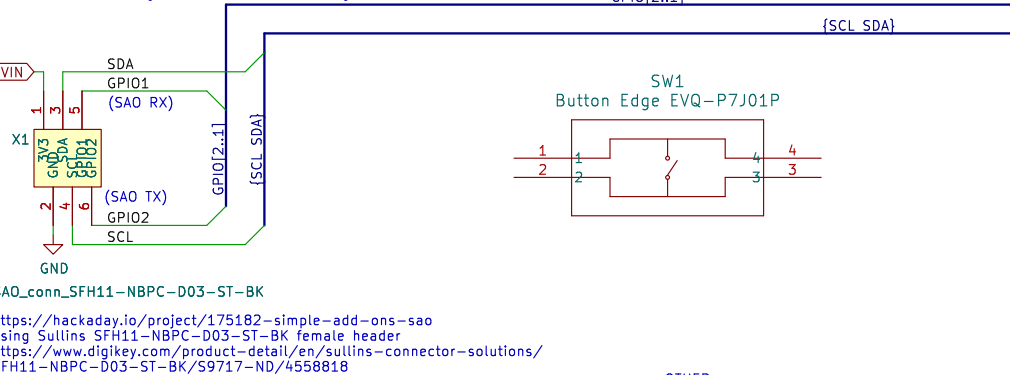 {SCL SDA}
VIN
SDA
GPIO1
(SAO RX)
1
3
5
X1
3V3
GND
SDA
SCL
GPIO1
GPIO2
GPIO[2..1]
{SCL SDA}
(SAO TX)
2
4
6
GPIO2
SCL
GND
SW1
Button Edge EVQ-P7J01P
1
1
4
4
2
2
3
3
AO_conn_SFH11-NBPC-D03-ST-BK
ttps://hackaday.io/project/175182-simple-add-ons-sao
sing Sullins SFH11-NBPC-D03-ST-BK female header
ttps://www.digikey.com/product-detail/en/sullins-connector-solutions/
FH11-NBPC-D03-ST-BK/S9717-ND/4558818